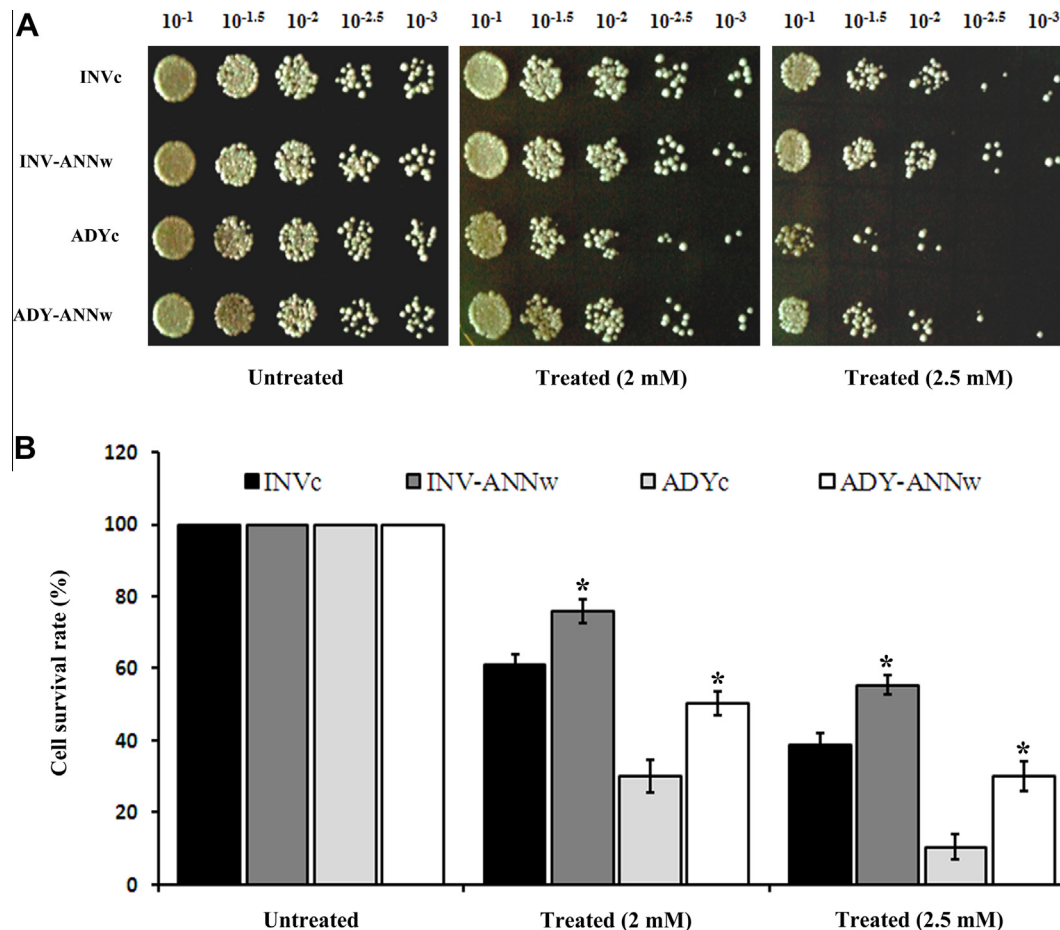 A
10⁻¹ 10⁻¹·⁵ 10⁻² 10⁻²·⁵ 10⁻³ 10⁻¹ 10⁻¹·⁵ 10⁻² 10⁻²·⁵ 10⁻³ 10⁻¹ 10⁻¹·⁵ 10⁻² 10⁻²·⁵ 10⁻³
INVc
INV-ANNw
ADYc
ADY-ANNw
Untreated Treated (2 mM) Treated (2.5 mM)
B
INVc INV-ANNw ADYc ADY-ANNw
Cell survival rate (%)
120
100
80
60
40
20
0
* * * *
Untreated Treated (2 mM) Treated (2.5 mM)